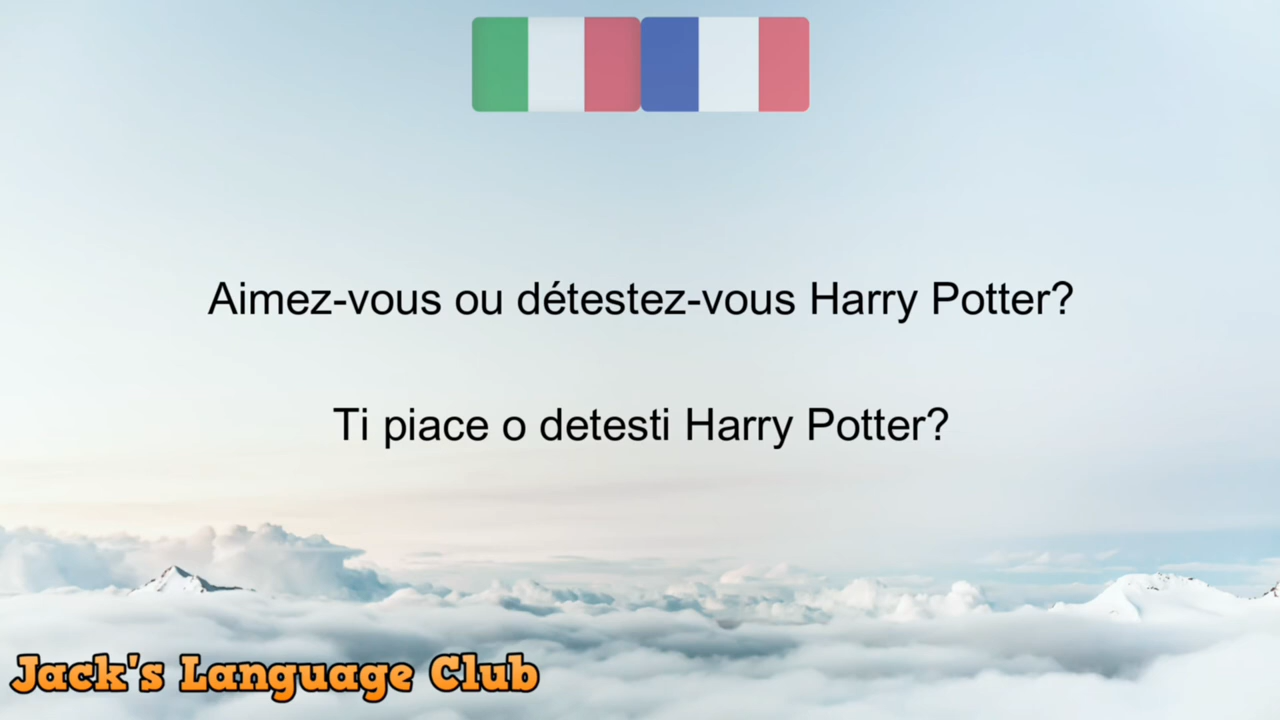 Aimez-vous ou détestez-vous Harry Potter?
Ti piace o detesti Harry Potter?
Jack's Language Club